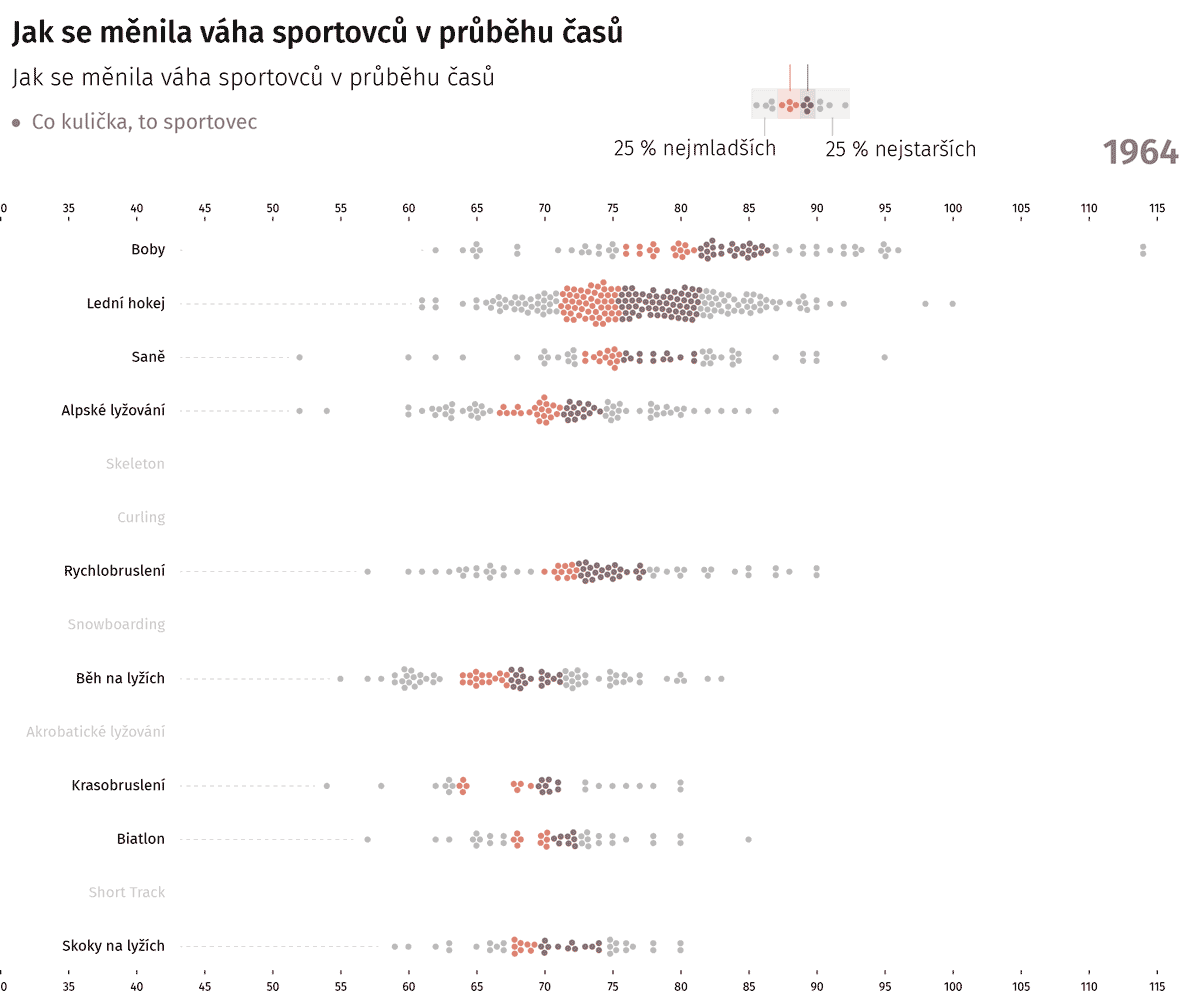 Jak se měnila váha sportovců v průběhu časů
Jak se měnila váha sportovců v průběhu časů
• Co kulička, to sportovec
25 % nejmladších
25 % nejstarších
1964
0 35 40 45 50 55 60 65 70 75 80 85 90 95 100 105 110 115
Boby
Lední hokej
Saně
Alpské lyžování
Skeleton
Curling
Rychlobruslení
Snowboarding
Běh na lyžích
Akrobatické lyžování
Krasobruslení
Biatlon
Short Track
Skoky na lyžích
0 35 40 45 50 55 60 65 70 75 80 85 90 95 100 105 110 115